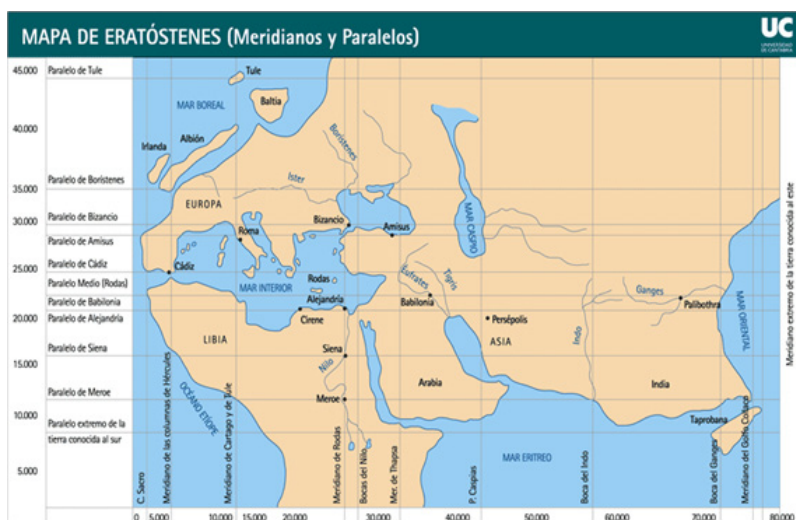 MAPA DE ERATÓSTENES (Meridianos y Paralelos)
UC
UNIVERSIDAD
DE CANTABRIA
45.000
Paralelo de Tule
Tule
MAR BOREAL
Baltia
40.000
Albión
Irlanda
Borístenes
35.000
Paralelo de Borístenes
Ister
EUROPA
30.000
Paralelo de Bizancio
Bizancio
Amisus
Roma
Paralelo de Amisus
MAR CASPIO
Paralelo de Cádiz
Cádiz
25.000
Paralelo Medio (Rodas)
Rodas
MAR INTERIOR
Eufrates
Tigris
Ganges
Paralelo de Babilonia
Alejandría
Babilonia
Palibothra
MAR ORIENTAL
20.000
Paralelo de Alejandría
Cirene
Persépolis
LIBIA
ASIA
Indo
Paralelo de Siena
Siena
15.000
Nilo
Arabia
India
OCÉANO ETÍOPE
Paralelo de Meroe
Meroe
10.000
Paralelo extremo de la
tierra conocida al sur
Taprobana
MAR ERITREO
5.000
C. Sacro
Meridiano de las columnas de Hércules
Meridiano de Cartago y de Tule
Meridiano de Rodas
Bocas del Nilo
Mer. de Thapsa
P. Caspias
Boca del Indo
Boca del Ganges
Meridiano del Golfo Coliaco
Meridiano extremo de la tierra conocida al este
0
5.000
10.000
15.000
20.000
30.000
40.000
50.000
60.000
70.000
80.000